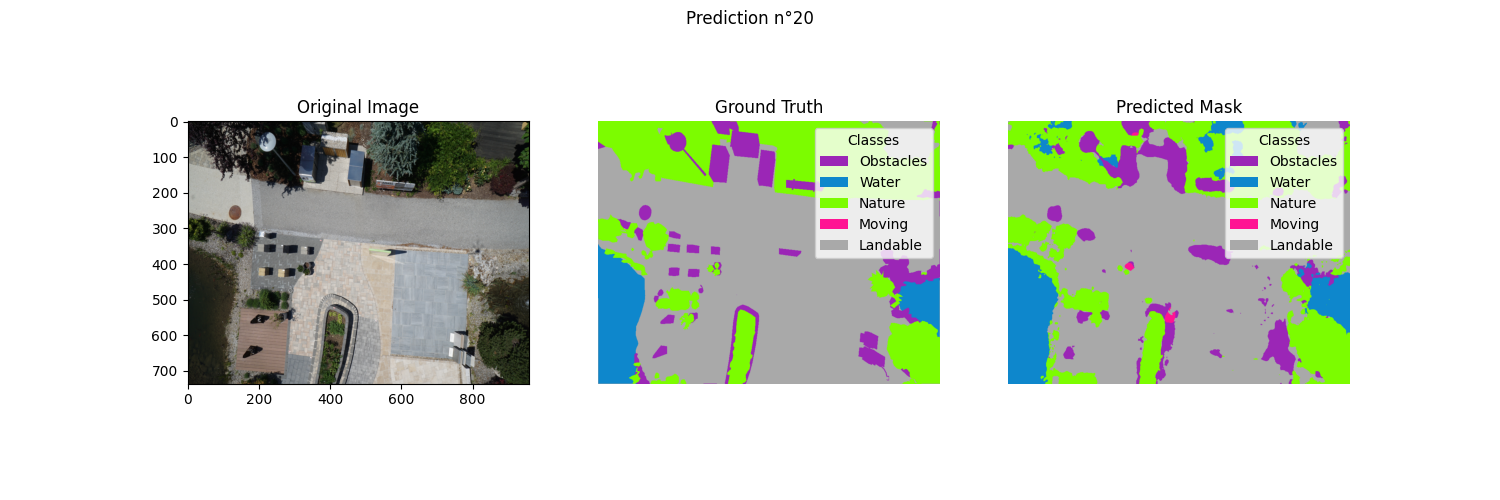 Prediction n°20
Original Image
0
100
200
300
400
500
600
700
0 200 400 600 800
Ground Truth
Classes
Obstacles
Water
Nature
Moving
Landable
Predicted Mask
Classes
Obstacles
Water
Nature
Moving
Landable